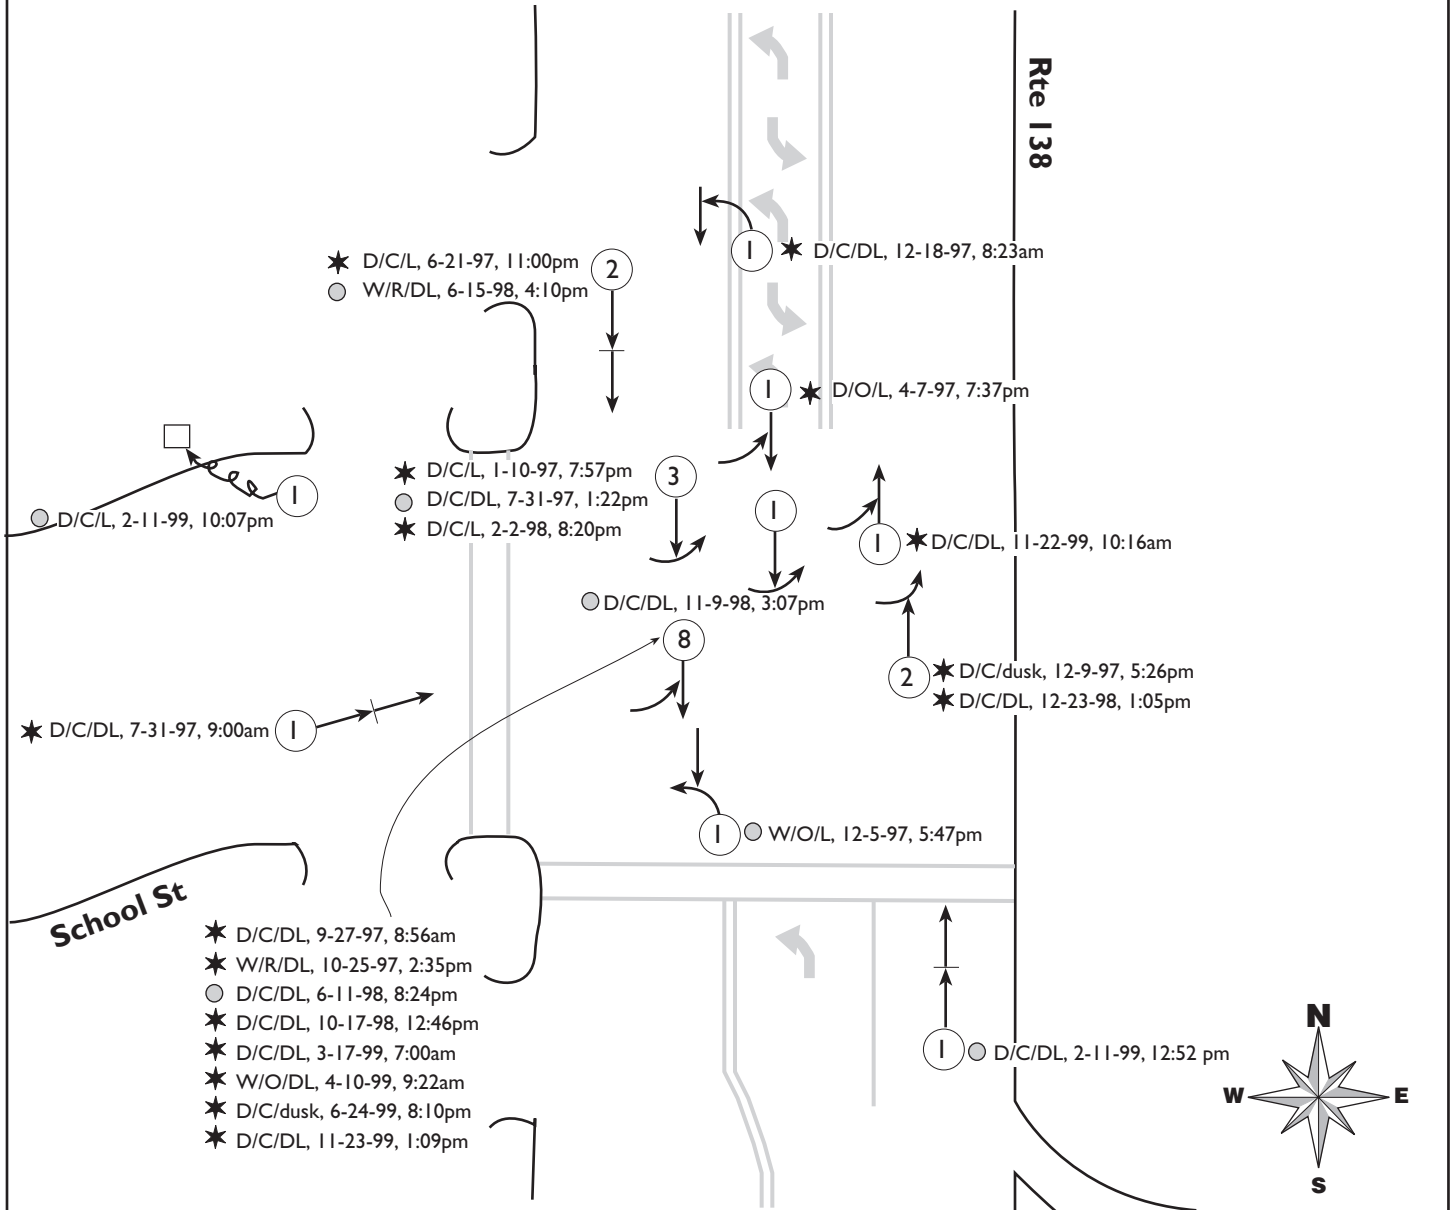 Rte 138
1
D/C/DL, 12-18-97, 8:23am
D/C/L, 6-21-97, 11:00pm
2
W/R/DL, 6-15-98, 4:10pm
1
D/O/L, 4-7-97, 7:37pm
D/C/L, 1-10-97, 7:57pm
3
D/C/DL, 7-31-97, 1:22pm
D/C/L, 2-2-98, 8:20pm
1
D/C/L, 2-11-99, 10:07pm
1
1
D/C/DL, 11-22-99, 10:16am
D/C/DL, 11-9-98, 3:07pm
8
2
D/C/dusk, 12-9-97, 5:26pm
D/C/DL, 12-23-98, 1:05pm
D/C/DL, 7-31-97, 9:00am
1
1
W/O/L, 12-5-97, 5:47pm
School St
D/C/DL, 9-27-97, 8:56am
W/R/DL, 10-25-97, 2:35pm
D/C/DL, 6-11-98, 8:24pm
D/C/DL, 10-17-98, 12:46pm
D/C/DL, 3-17-99, 7:00am
W/O/DL, 4-10-99, 9:22am
D/C/dusk, 6-24-99, 8:10pm
D/C/DL, 11-23-99, 1:09pm
1
D/C/DL, 2-11-99, 12:52 pm
N
W
E
S